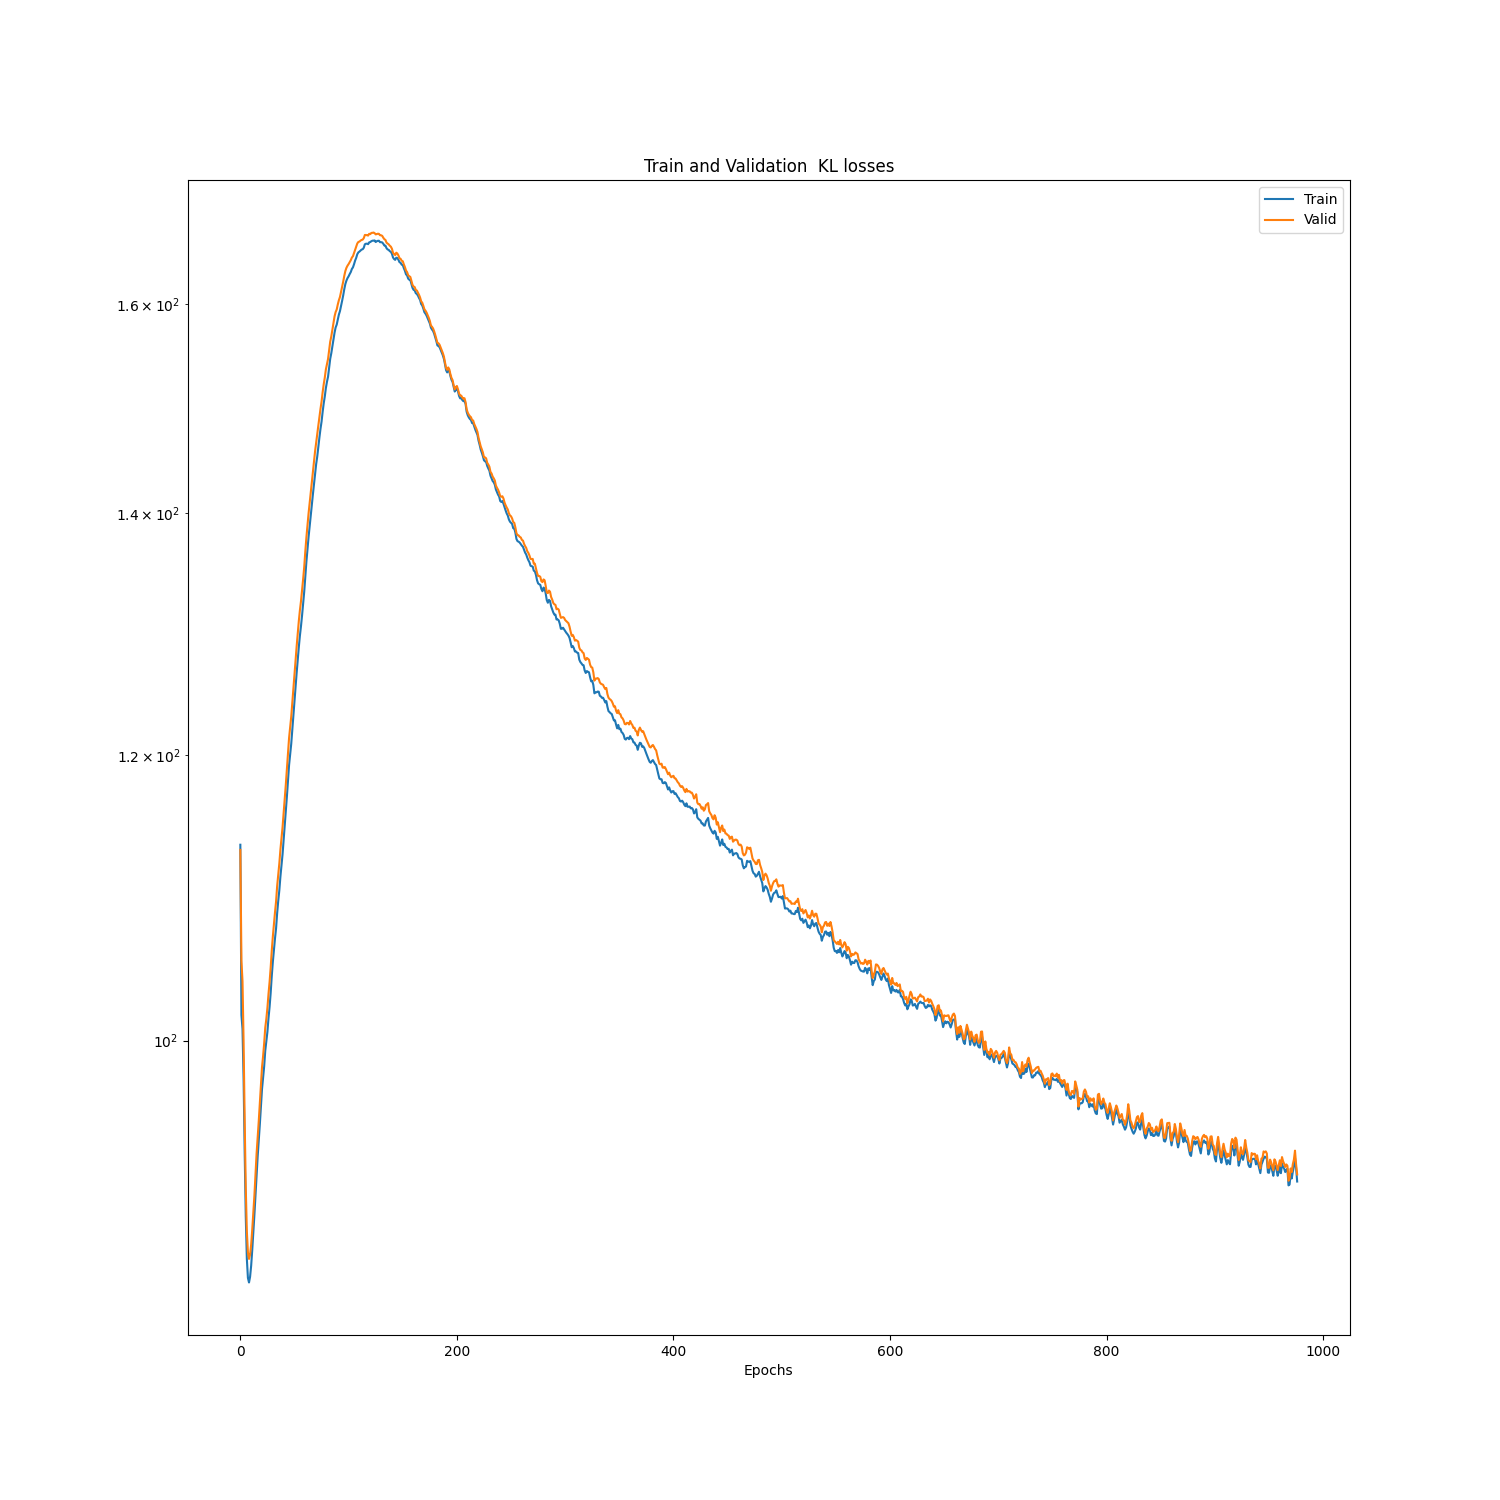 Train and Validation  KL losses
Train
Valid
1.6 × 10²
1.4 × 10²
1.2 × 10²
10²
0 200 400 600 800 1000
Epochs